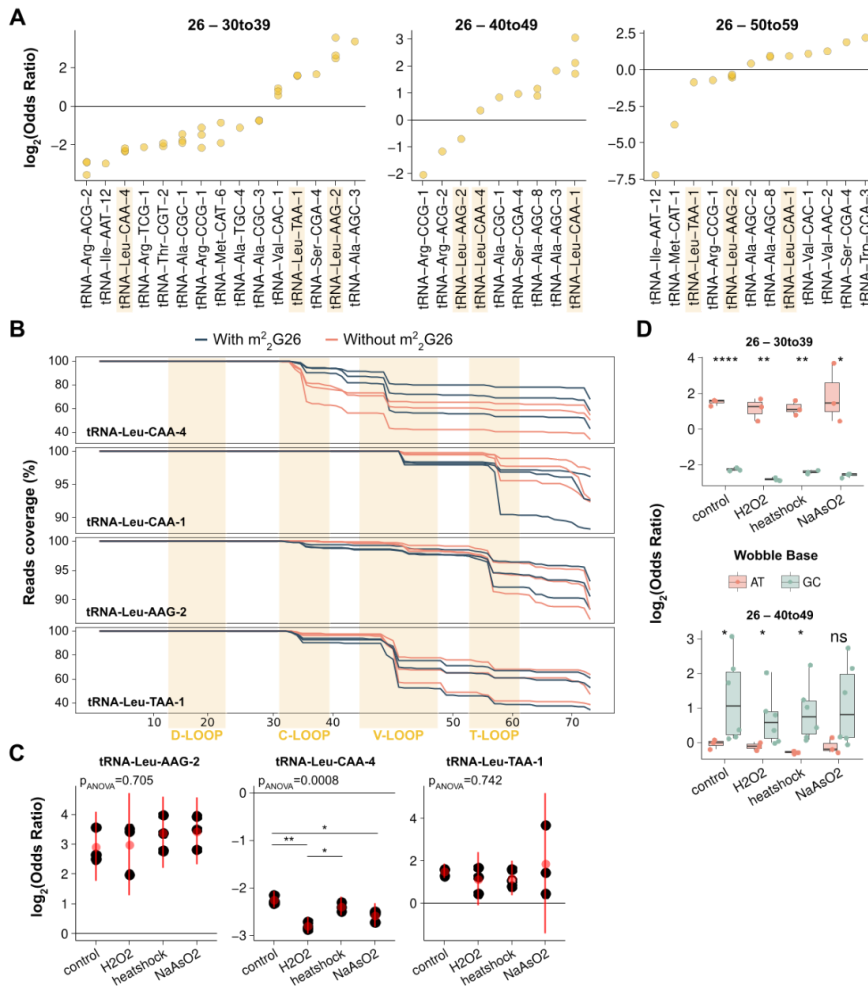 A
26 – 30to39
26 – 40to49
26 – 50to59
log2(Odds Ratio)
2
0
−2
3
2
1
0
−1
−2
2.5
0.0
−2.5
−5.0
−7.5
tRNA−Arg−ACG−2
tRNA−Ile−AAT−12
tRNA−Leu−CAA−4
tRNA−Arg−TCG−1
tRNA−Thr−CGT−2
tRNA−Ala−CGC−1
tRNA−Arg−CCG−1
tRNA−Met−CAT−6
tRNA−Ala−TGC−4
tRNA−Ala−CGC−3
tRNA−Val−CAC−1
tRNA−Leu−TAA−1
tRNA−Ser−CGA−4
tRNA−Leu−AAG−2
tRNA−Ala−AGC−3
tRNA−Arg−CCG−1
tRNA−Arg−ACG−2
tRNA−Leu−AAG−2
tRNA−Leu−CAA−4
tRNA−Ala−CGC−1
tRNA−Ser−CGA−4
tRNA−Ala−AGC−8
tRNA−Ala−AGC−3
tRNA−Leu−CAA−1
tRNA−Ile−AAT−12
tRNA−Met−CAT−1
tRNA−Leu−TAA−1
tRNA−Arg−CCG−1
tRNA−Leu−AAG−2
tRNA−Ala−AGC−2
tRNA−Ala−AGC−8
tRNA−Leu−CAA−1
tRNA−Val−CAC−1
tRNA−Val−AAC−2
tRNA−Ser−CGA−4
tRNA−Trp−CCA−3
B
With m²₂G26
Without m²₂G26
Reads coverage (%)
100
80
60
40
tRNA-Leu-CAA-4
100
95
90
tRNA-Leu-CAA-1
100
95
90
tRNA-Leu-AAG-2
100
80
60
40
tRNA-Leu-TAA-1
10 20 30 40 50 60 70
D-LOOP C-LOOP V-LOOP T-LOOP
C
tRNA-Leu-AAG-2
pANOVA=0.705
log2(Odds Ratio)
5
4
3
2
1
0
control
H2O2
heatshock
NaAsO2
tRNA-Leu-CAA-4
pANOVA=0.0008
0
−1
−2
−3
*
**
*
control
H2O2
heatshock
NaAsO2
tRNA-Leu-TAA-1
pANOVA=0.742
4
2
0
control
H2O2
heatshock
NaAsO2
D
26 – 30to39
**** ** ** *
4
2
0
−2
control
H2O2
heatshock
NaAsO2
log2(Odds Ratio)
Wobble Base
AT GC
26 – 40to49
* * * ns
3
2
1
0
control
H2O2
heatshock
NaAsO2